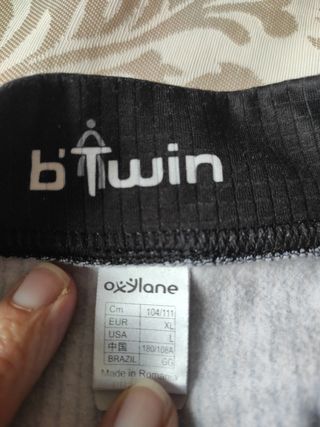 b'Twin
oxylane
Cm 104/111
EUR XL
USA L
中国 180/108A
BRAZIL GG
Made in Romania